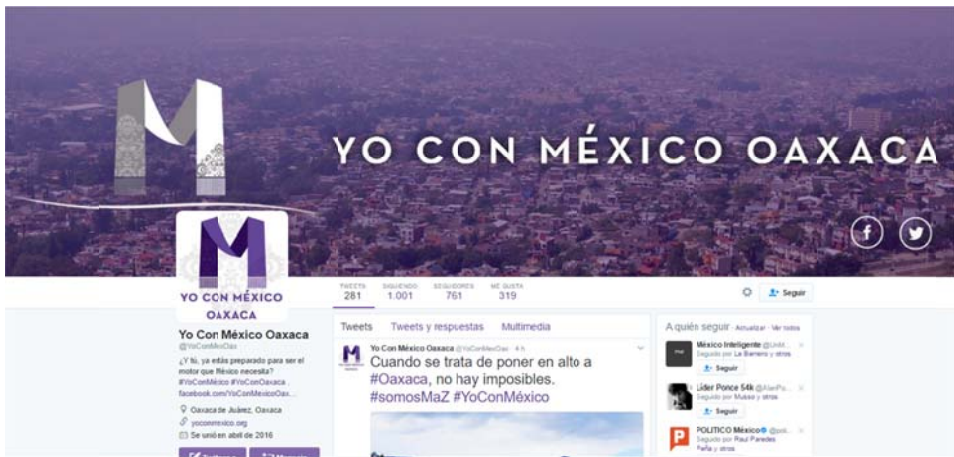 YO CON MÉXICO OAXACA
YO CON MÉXICO
OAXACA
TWEETS SIGUIENDO SEGUIDORES ME GUSTA
281 1.001 761 319
Seguir
Yo Con México Oaxaca
@YoConMexOax
¿Y tú, ya estás preparado para ser el
motor que México necesita?
#YoConMéxico #YoConOaxaca .
facebook.com/YoConMexicoOax...
Oaxaca de Juárez, Oaxaca
yoconmexico.org
Se unió en abril de 2016
Tweets Tweets y respuestas Multimedia
Yo Con México Oaxaca @YoConMexOax · 4 h
Cuando se trata de poner en alto a
#Oaxaca, no hay imposibles.
#somosMaZ #YoConMéxico
A quién seguir · Actualizar · Ver todos
México Inteligente
Seguido por La Barrero y otros
Seguir
Líder Ponce 54k
Seguido por Musso y otros
Seguir
POLITICO México
Seguido por Raul Paredes
Peña y otros